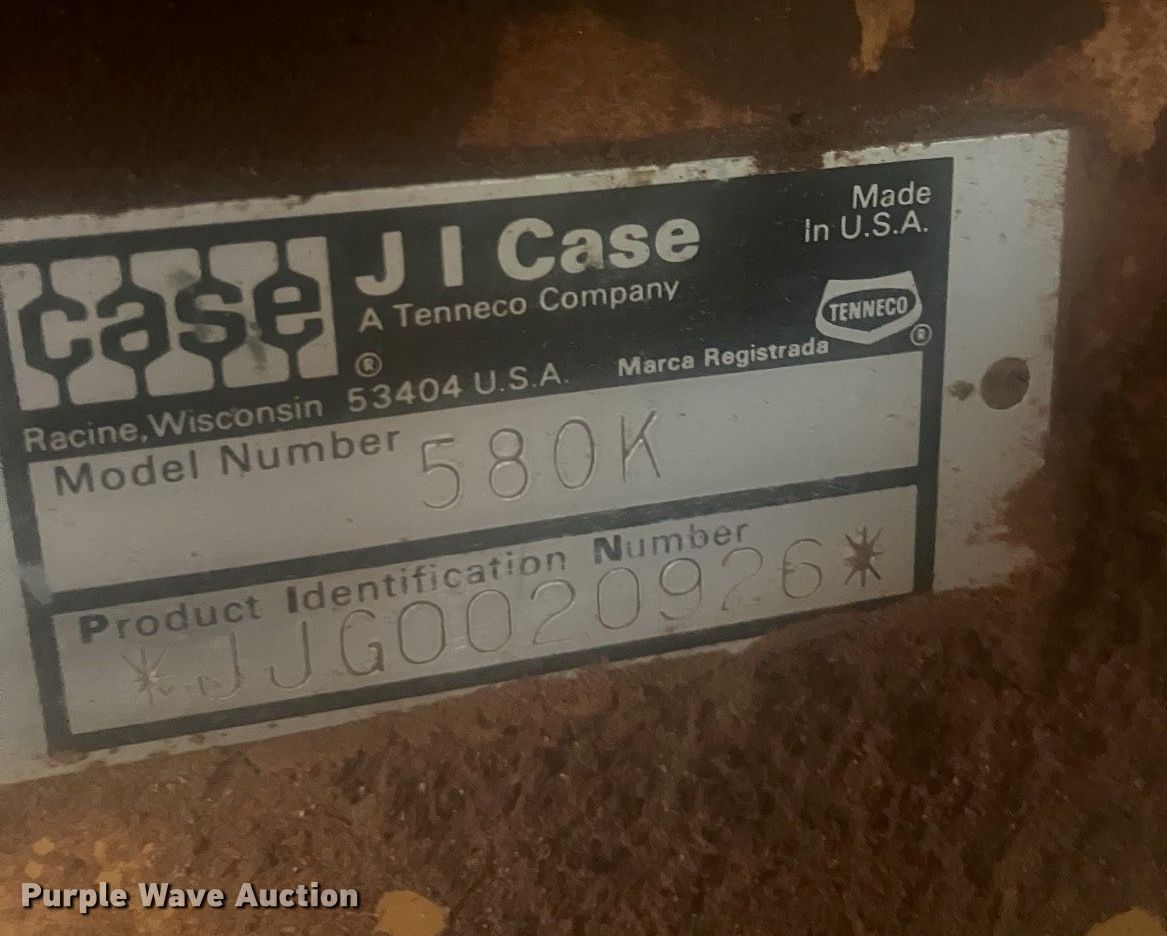 case
J I Case
A Tenneco Company
®
Made
In U.S.A.
TENNECO
®
Racine, Wisconsin 53404 U.S.A.
Marca Registrada
Model Number 580K
Product Identification Number
*JJG0020926*
Purple Wave Auction